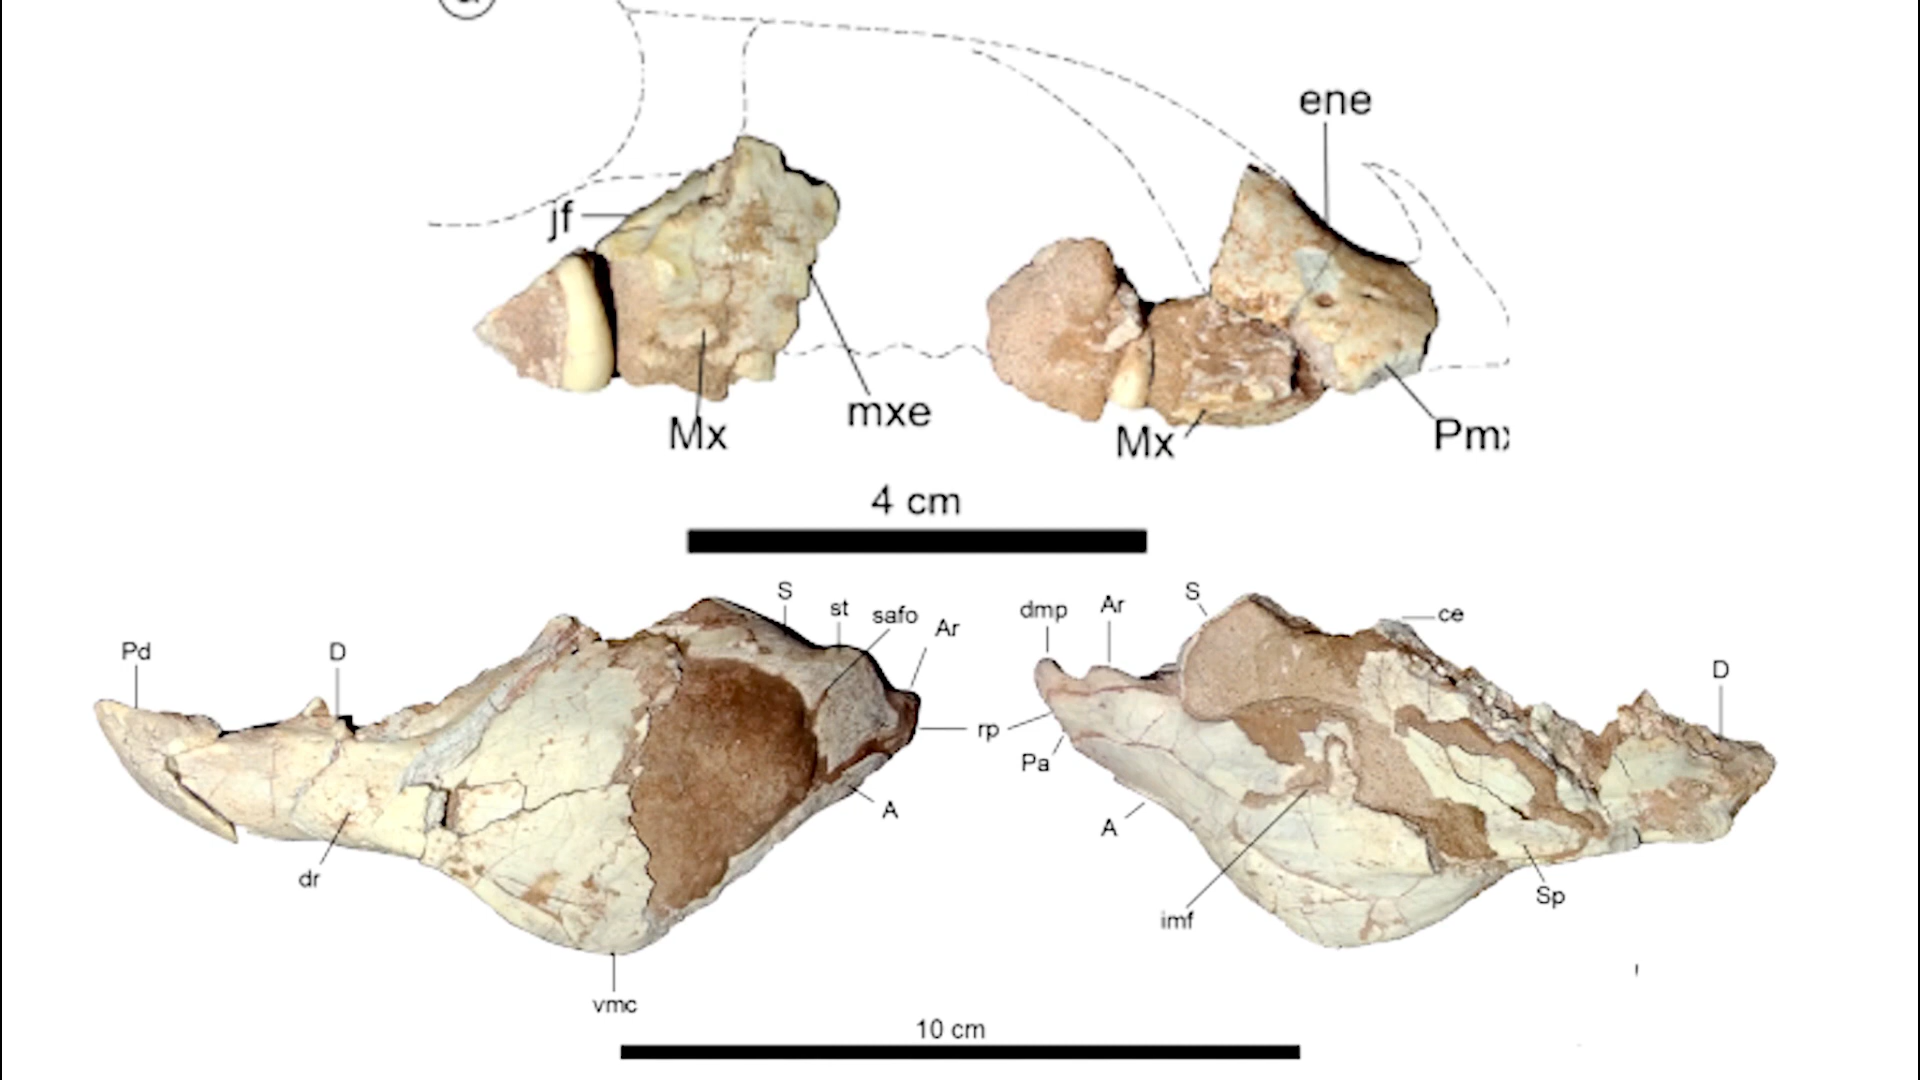 ene
jf
mxe
Mx
Mx
Pmx
4 cm
S
st
safo
Ar
Pd
D
dmp
Ar
S
ce
D
rp
Pa
A
A
dr
imf
Sp
vmc
10 cm